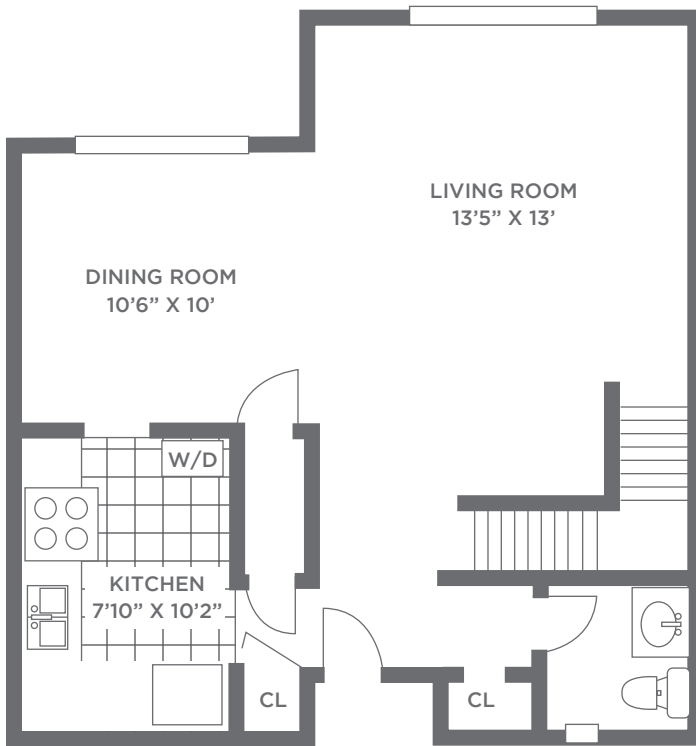 LIVING ROOM
13’5” X 13’
DINING ROOM
10’6” X 10’
W/D
KITCHEN
7’10” X 10’2”
CL
CL